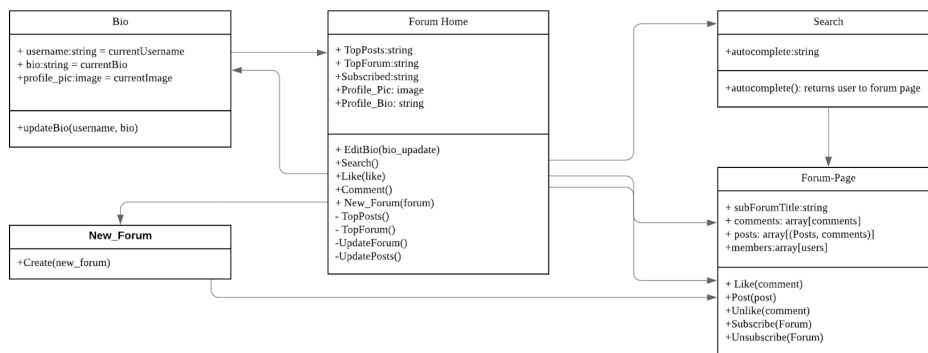 Bio
+ username:string = currentUsername
+ bio:string = currentBio
+profile_pic:image = currentImage
+updateBio(username, bio)
New_Forum
+Create(new_forum)
Forum Home
+ TopPosts:string
+ TopForum:string
+Subscribed:string
+Profile_Pic: image
+Profile_Bio: string
+ EditBio(bio_upadate)
+Search()
+Like(like)
+Comment()
+ New_Forum(forum)
- TopPosts()
- TopForum()
-UpdateForum()
-UpdatePosts()
Search
+autocomplete:string
+autocomplete(): returns user to forum page
Forum-Page
+ subForumTitle:string
+ comments: array[comments]
+ posts: array[(Posts, comments)]
+members:array[users]
+ Like(comment)
+Post(post)
+Unlike(comment)
+Subscribe(Forum)
+Unsubscribe(Forum)